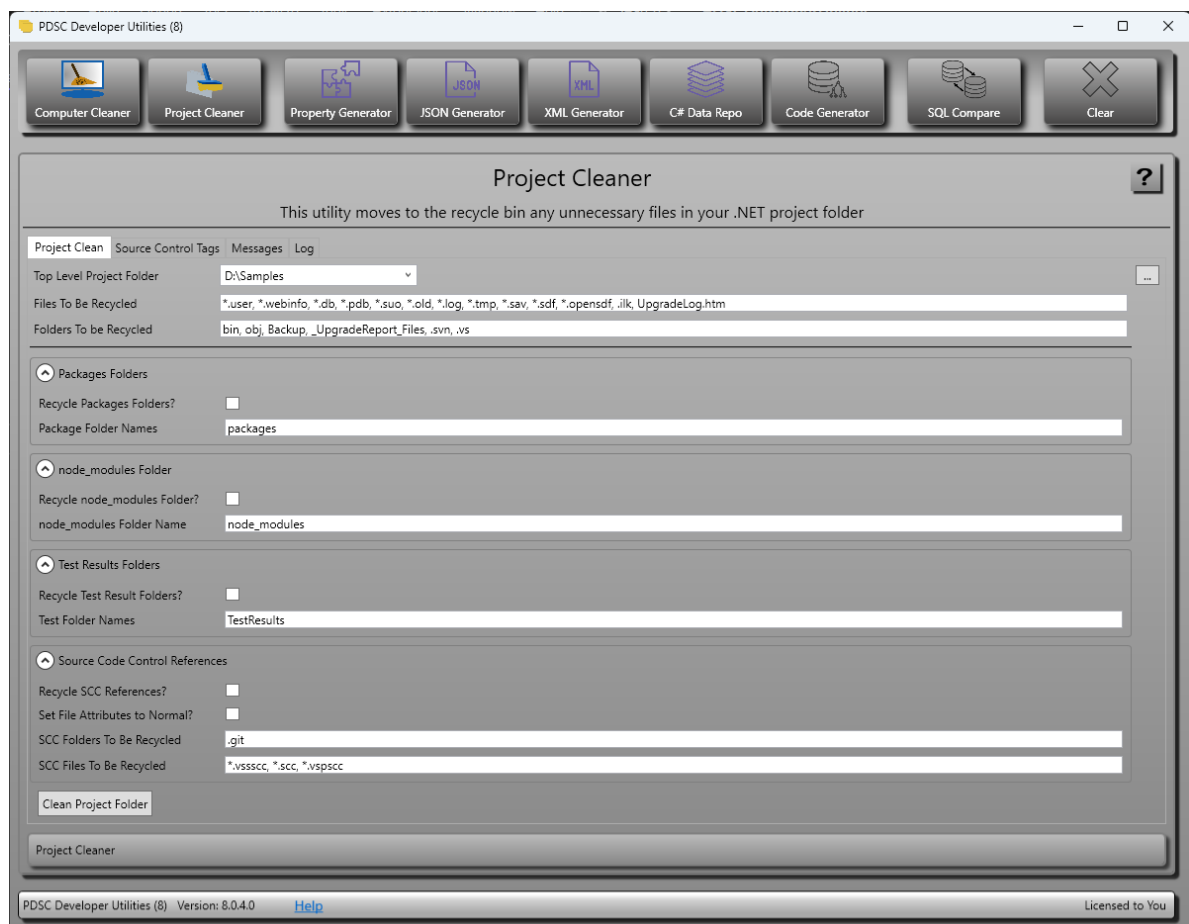 PDSC Developer Utilities (8)
JSON
XML
Computer Cleaner Project Cleaner Property Generator JSON Generator XML Generator C# Data Repo Code Generator SQL Compare Clear
Project Cleaner
?
This utility moves to the recycle bin any unnecessary files in your .NET project folder
Project Clean Source Control Tags Messages Log
Top Level Project Folder D:\Samples ...
Files To Be Recycled *.user, *.webinfo, *.db, *.pdb, *.suo, *.old, *.log, *.tmp, *.sav, *.sdf, *.opensdf, .ilk, UpgradeLog.htm
Folders To be Recycled bin, obj, Backup, _UpgradeReport_Files, .svn, .vs
Packages Folders
Recycle Packages Folders?
Package Folder Names packages
node_modules Folder
Recycle node_modules Folder?
node_modules Folder Name node_modules
Test Results Folders
Recycle Test Result Folders?
Test Folder Names TestResults
Source Code Control References
Recycle SCC References?
Set File Attributes to Normal?
SCC Folders To Be Recycled .git
SCC Files To Be Recycled *.vssscc, *.scc, *.vspscc
Clean Project Folder
Project Cleaner
PDSC Developer Utilities (8) Version: 8.0.4.0 Help Licensed to You